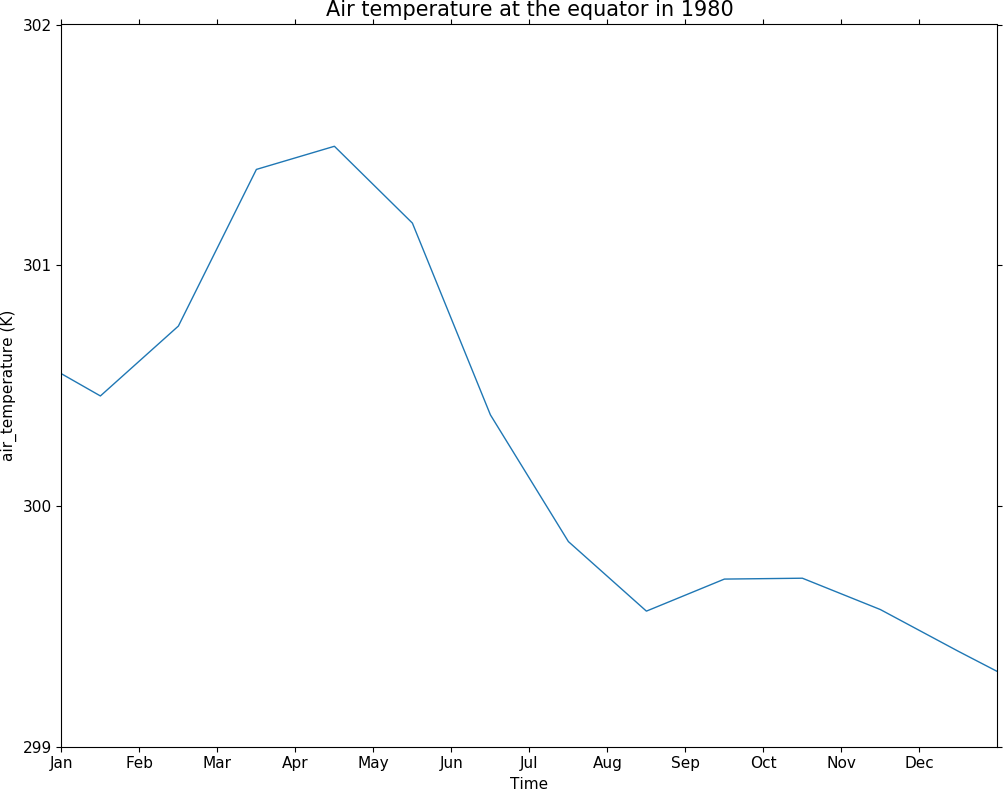 Air temperature at the equator in 1980
302
301
300
299
air_temperature (K)
Jan Feb Mar Apr May Jun Jul Aug Sep Oct Nov Dec
Time